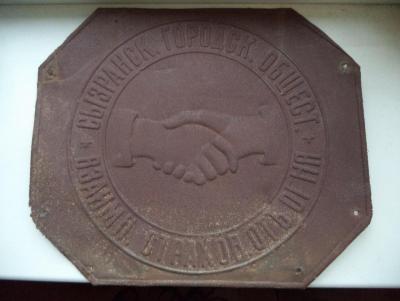 СЫЗРАНСК. ГОРОДСК. ОБЩЕСТ.
ВЗАИМН. СТРАХОВ. ОТЪ ОГНЯ